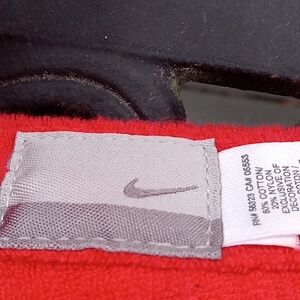 RN# 56323 CA# 05553
80% COTTON/
20% NYLON
EXCLUSIVE OF
DECORATION